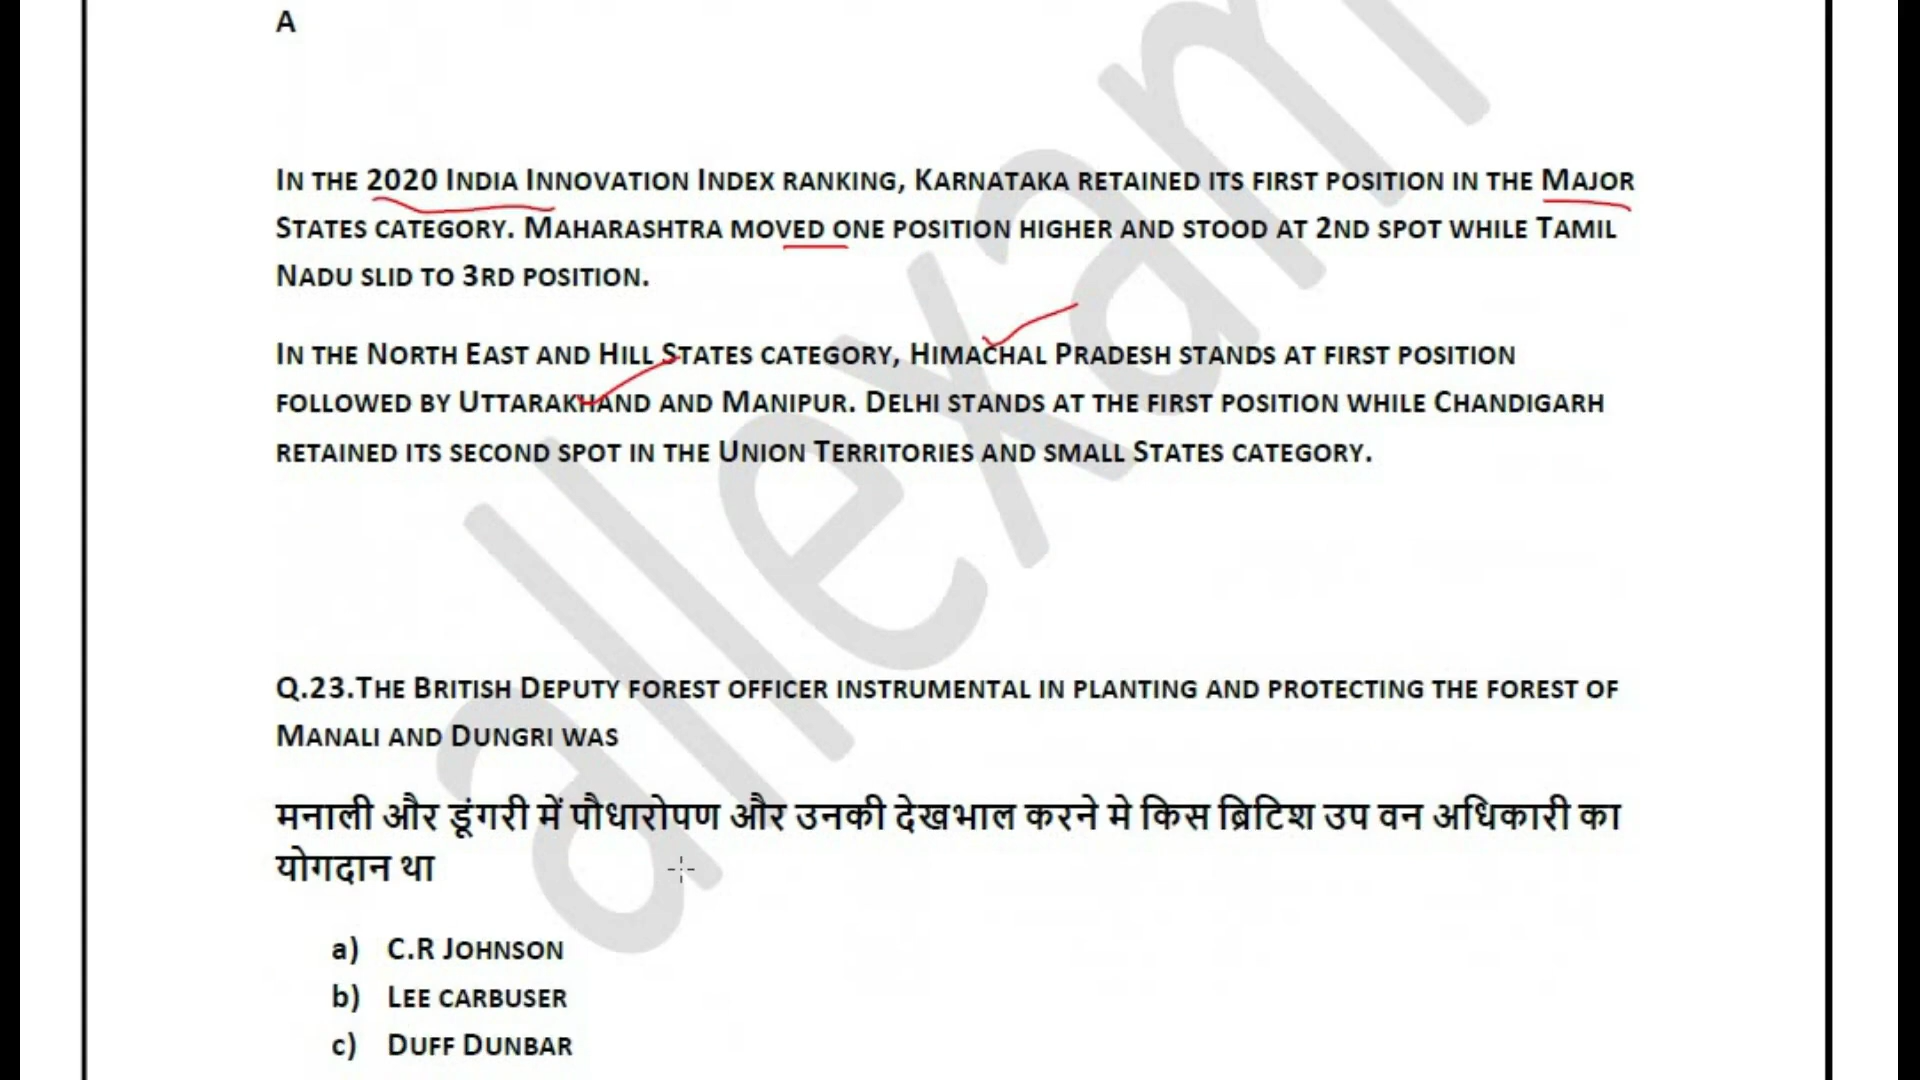 A
IN THE 2020 INDIA INNOVATION INDEX RANKING, KARNATAKA RETAINED ITS FIRST POSITION IN THE MAJOR
STATES CATEGORY. MAHARASHTRA MOVED ONE POSITION HIGHER AND STOOD AT 2ND SPOT WHILE TAMIL
NADU SLID TO 3RD POSITION.
IN THE NORTH EAST AND HILL STATES CATEGORY, HIMACHAL PRADESH STANDS AT FIRST POSITION
FOLLOWED BY UTTARAKHAND AND MANIPUR. DELHI STANDS AT THE FIRST POSITION WHILE CHANDIGARH
RETAINED ITS SECOND SPOT IN THE UNION TERRITORIES AND SMALL STATES CATEGORY.
Q.23.THE BRITISH DEPUTY FOREST OFFICER INSTRUMENTAL IN PLANTING AND PROTECTING THE FOREST OF
MANALI AND DUNGRI WAS
मनाली और डूंगरी में पौधारोपण और उनकी देखभाल करने मे किस ब्रिटिश उप वन अधिकारी का
योगदान था
a) C.R JOHNSON
b) LEE CARBUSER
c) DUFF DUNBAR
allexam